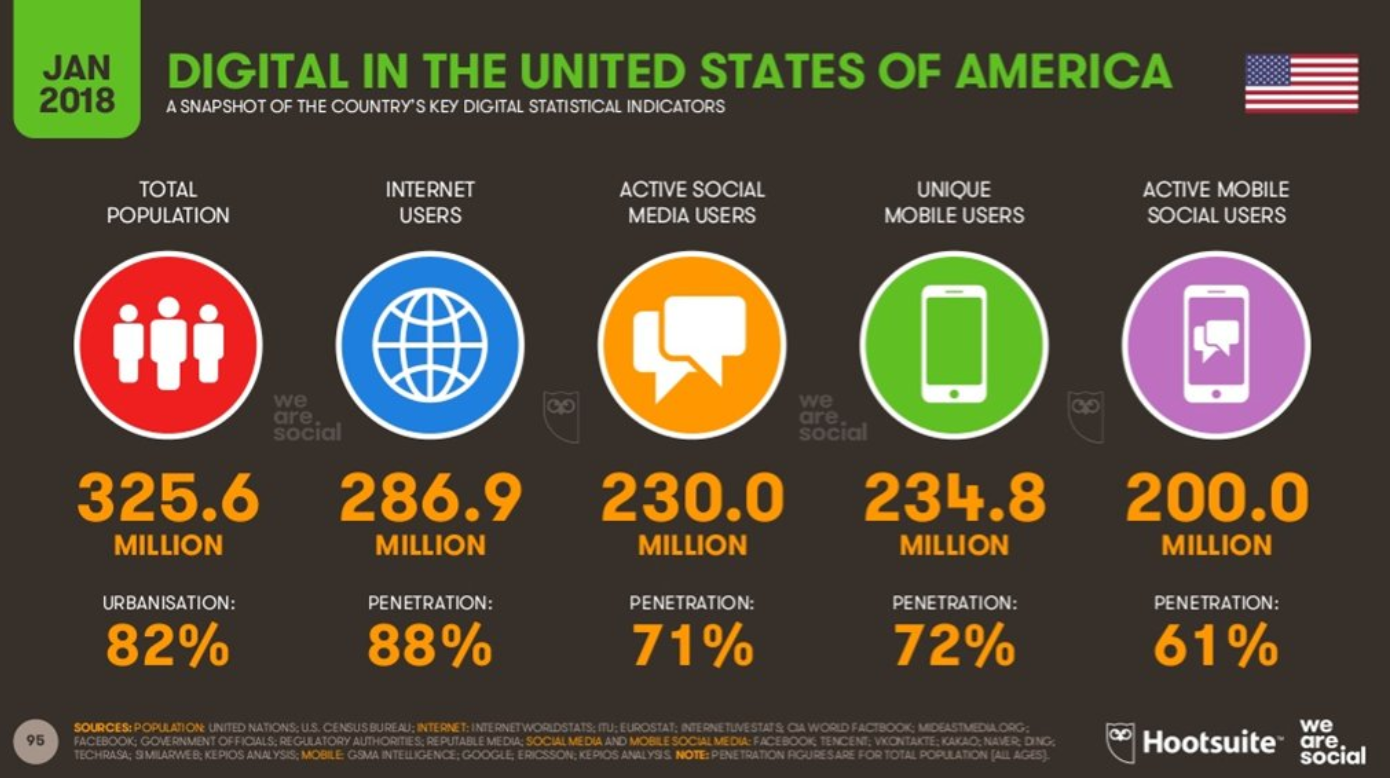 JAN
2018
DIGITAL IN THE UNITED STATES OF AMERICA
A SNAPSHOT OF THE COUNTRY'S KEY DIGITAL STATISTICAL INDICATORS
TOTAL
POPULATION
325.6
MILLION
URBANISATION:
82%
INTERNET
USERS
286.9
MILLION
PENETRATION:
88%
ACTIVE SOCIAL
MEDIA USERS
230.0
MILLION
PENETRATION:
71%
UNIQUE
MOBILE USERS
234.8
MILLION
PENETRATION:
72%
ACTIVE MOBILE
SOCIAL USERS
200.0
MILLION
PENETRATION:
61%
we
are
social
we
are
social
95
SOURCES: POPULATION: UNITED NATIONS; U.S. CENSUS BUREAU; INTERNET: INTERNETWORLDSTATS; ITU; EUROSTAT; INTERNETLIVESTATS; CIA WORLD FACTBOOK; MIDEASTMEDIA.ORG;
FACEBOOK; GOVERNMENT OFFICIALS; REGULATORY AUTHORITIES; REPUTABLE MEDIA; SOCIAL MEDIA AND MOBILE SOCIAL MEDIA: FACEBOOK; TENCENT; VKONTAKTE; KAKAO; NAVER; DING;
TECHRASA; SIMILARWEB; KEPIOS ANALYSIS; MOBILE: GSMA INTELLIGENCE; GOOGLE; ERICSSON; KEPIOS ANALYSIS. NOTE: PENETRATION FIGURES ARE FOR TOTAL POPULATION (ALL AGES).
Hootsuite™
we
are
social